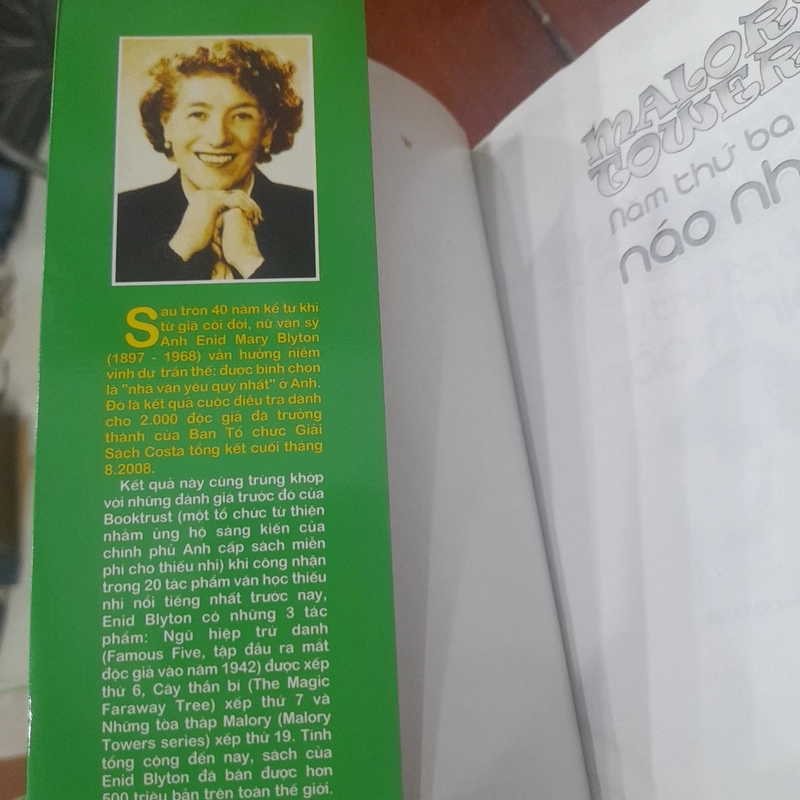 Sau tròn 40 năm kể từ khi
từ giã cõi đời, nữ văn sỹ
Anh Enid Mary Blyton
(1897 - 1968) vẫn hưởng niềm
vinh dự trần thế: được bình chọn
là "nhà văn yêu quý nhất" ở Anh.
Đó là kết quả cuộc điều tra dành
cho 2.000 độc giả đã trưởng
thành của Ban Tổ chức Giải
Sách Costa tổng kết cuối tháng
8.2008.
Kết quả này cũng trùng khớp
với những đánh giá trước đó của
Booktrust (một tổ chức từ thiện
nhằm ủng hộ sáng kiến của
chính phủ Anh cấp sách miễn
phí cho thiếu nhi) khi công nhận
trong 20 tác phẩm văn học thiếu
nhi nổi tiếng nhất trước nay,
Enid Blyton có những 3 tác
phẩm: Ngũ hiệp trứ danh
(Famous Five, tập đầu ra mắt
độc giả vào năm 1942) được xếp
thứ 6, Cây thần bí (The Magic
Faraway Tree) xếp thứ 7 và
Những tòa tháp Malory (Malory
Towers series) xếp thứ 19. Tính
tổng cộng đến nay, sách của
Enid Blyton đã bán được hơn
500 triệu bản trên toàn thế giới.
MALORY
TOWER
Năm thứ ba
náo nh